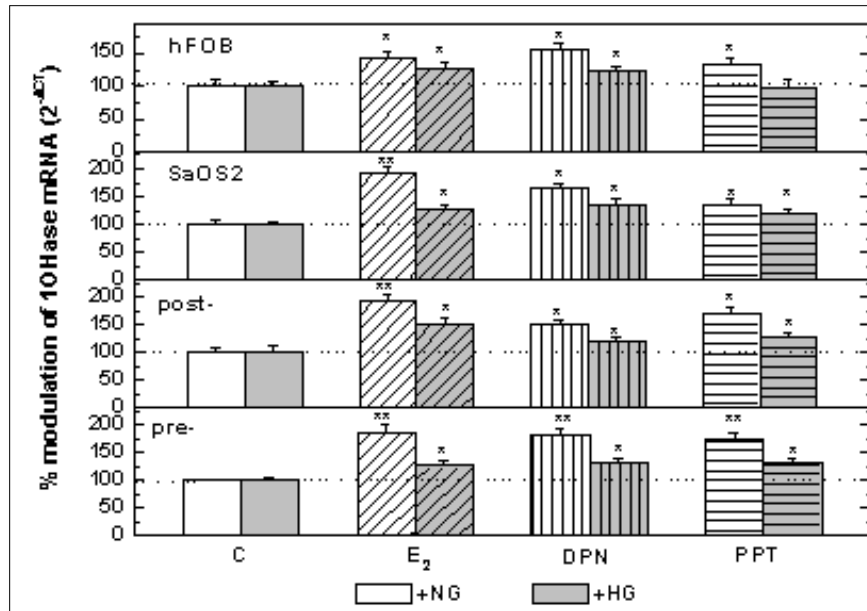 % modulation of 1OHase mRNA (2^-ΔCT)
hFOB
150
100
50
0
* * * * *
SaOS2
200
150
100
50
0
** * * * * *
post-
200
150
100
50
0
** * * * * *
pre-
200
150
100
50
0
** * ** * ** *
C E₂ DPN PPT
+NG +HG